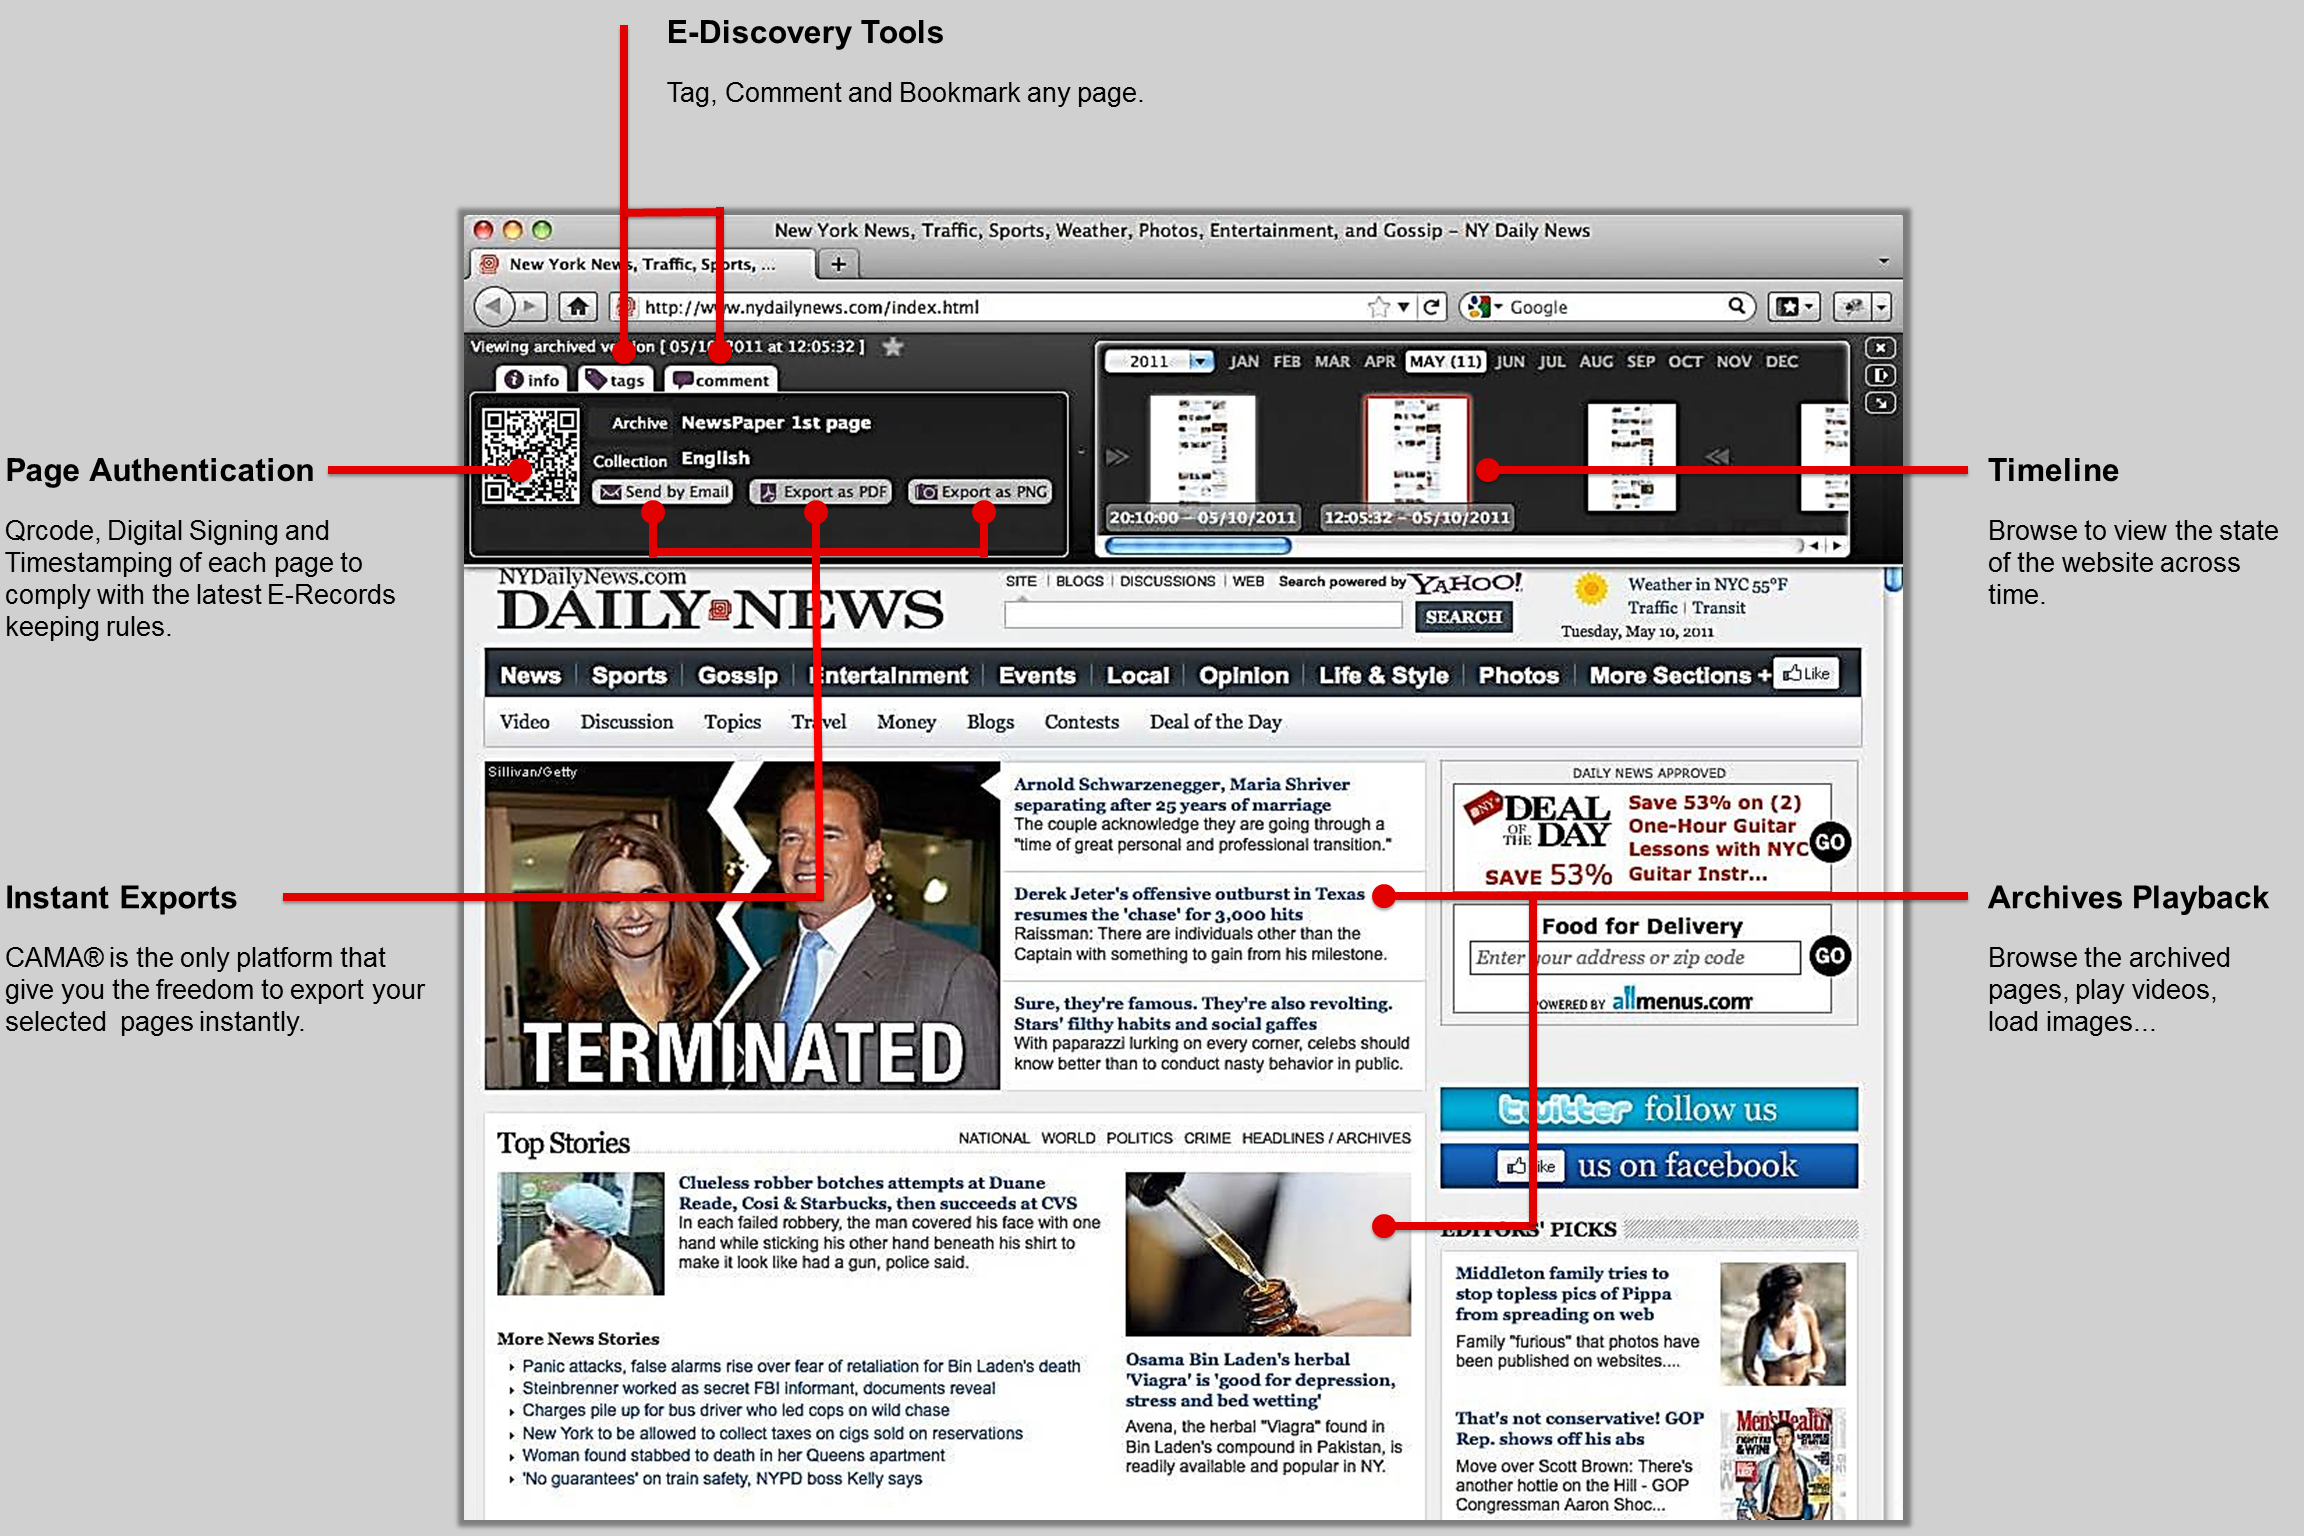 E-Discovery Tools
Tag, Comment and Bookmark any page.
New York News, Traffic, Sports, Weather, Photos, Entertainment, and Gossip – NY Daily News
New York News, Traffic, Sports, ...
http://www.nydailynews.com/index.html
Google
Viewing archived version [ 05/10/2011 at 12:05:32 ]
info tags comment
Archive NewsPaper 1st page
Collection English
Send by Email Export as PDF Export as PNG
2011 JAN FEB MAR APR MAY (11) JUN JUL AUG SEP OCT NOV DEC
20:10:00 – 05/10/2011 12:05:32 – 05/10/2011
Page Authentication
Qrcode, Digital Signing and
Timestamping of each page to
comply with the latest E-Records
keeping rules.
Timeline
Browse to view the state
of the website across
time.
Instant Exports
CAMA® is the only platform that
give you the freedom to export your
selected pages instantly.
Archives Playback
Browse the archived
pages, play videos,
load images...
NYDailyNews.com
DAILY NEWS
SITE | BLOGS | DISCUSSIONS | WEB Search powered by YAHOO!
SEARCH
Weather in NYC 55°F
Traffic | Transit
Tuesday, May 10, 2011
News Sports Gossip Entertainment Events Local Opinion Life & Style Photos More Sections + Like
Video Discussion Topics Travel Money Blogs Contests Deal of the Day
Sillivan/Getty
TERMINATED
Arnold Schwarzenegger, Maria Shriver
separating after 25 years of marriage
The couple acknowledge they are going through a
"time of great personal and professional transition."
Derek Jeter's offensive outburst in Texas
resumes the 'chase' for 3,000 hits
Raissman: There are individuals other than the
Captain with something to gain from his milestone.
Sure, they're famous. They're also revolting.
Stars' filthy habits and social gaffes
With paparazzi lurking on every corner, celebs should
know better than to conduct nasty behavior in public.
DAILY NEWS APPROVED
NY DEAL
OF THE DAY
SAVE 53%
Save 53% on (2)
One-Hour Guitar
Lessons with NYC
Guitar Instr...
GO
Food for Delivery
Enter your address or zip code
GO
POWERED BY allmenus.com
twitter follow us
Like us on facebook
Top Stories
NATIONAL WORLD POLITICS CRIME HEADLINES / ARCHIVES
Clueless robber botches attempts at Duane
Reade, Cosi & Starbucks, then succeeds at CVS
In each failed robbery, the man covered his face with one
hand while sticking his other hand beneath his shirt to
make it look like had a gun, police said.
More News Stories
Panic attacks, false alarms rise over fear of retaliation for Bin Laden's death
Steinbrenner worked as secret FBI informant, documents reveal
Charges pile up for bus driver who led cops on wild chase
New York to be allowed to collect taxes on cigs sold on reservations
Woman found stabbed to death in her Queens apartment
'No guarantees' on train safety, NYPD boss Kelly says
Osama Bin Laden's herbal
'Viagra' is 'good for depression,
stress and bed wetting'
Avena, the herbal "Viagra" found in
Bin Laden's compound in Pakistan, is
readily available and popular in NY.
EDITORS' PICKS
Middleton family tries to
stop topless pics of Pippa
from spreading on web
Family "furious" that photos have
been published on websites....
That's not conservative! GOP
Rep. shows off his abs
Move over Scott Brown: There's
another hottie on the Hill - GOP
Congressman Aaron Shoc...
Men'sHealth